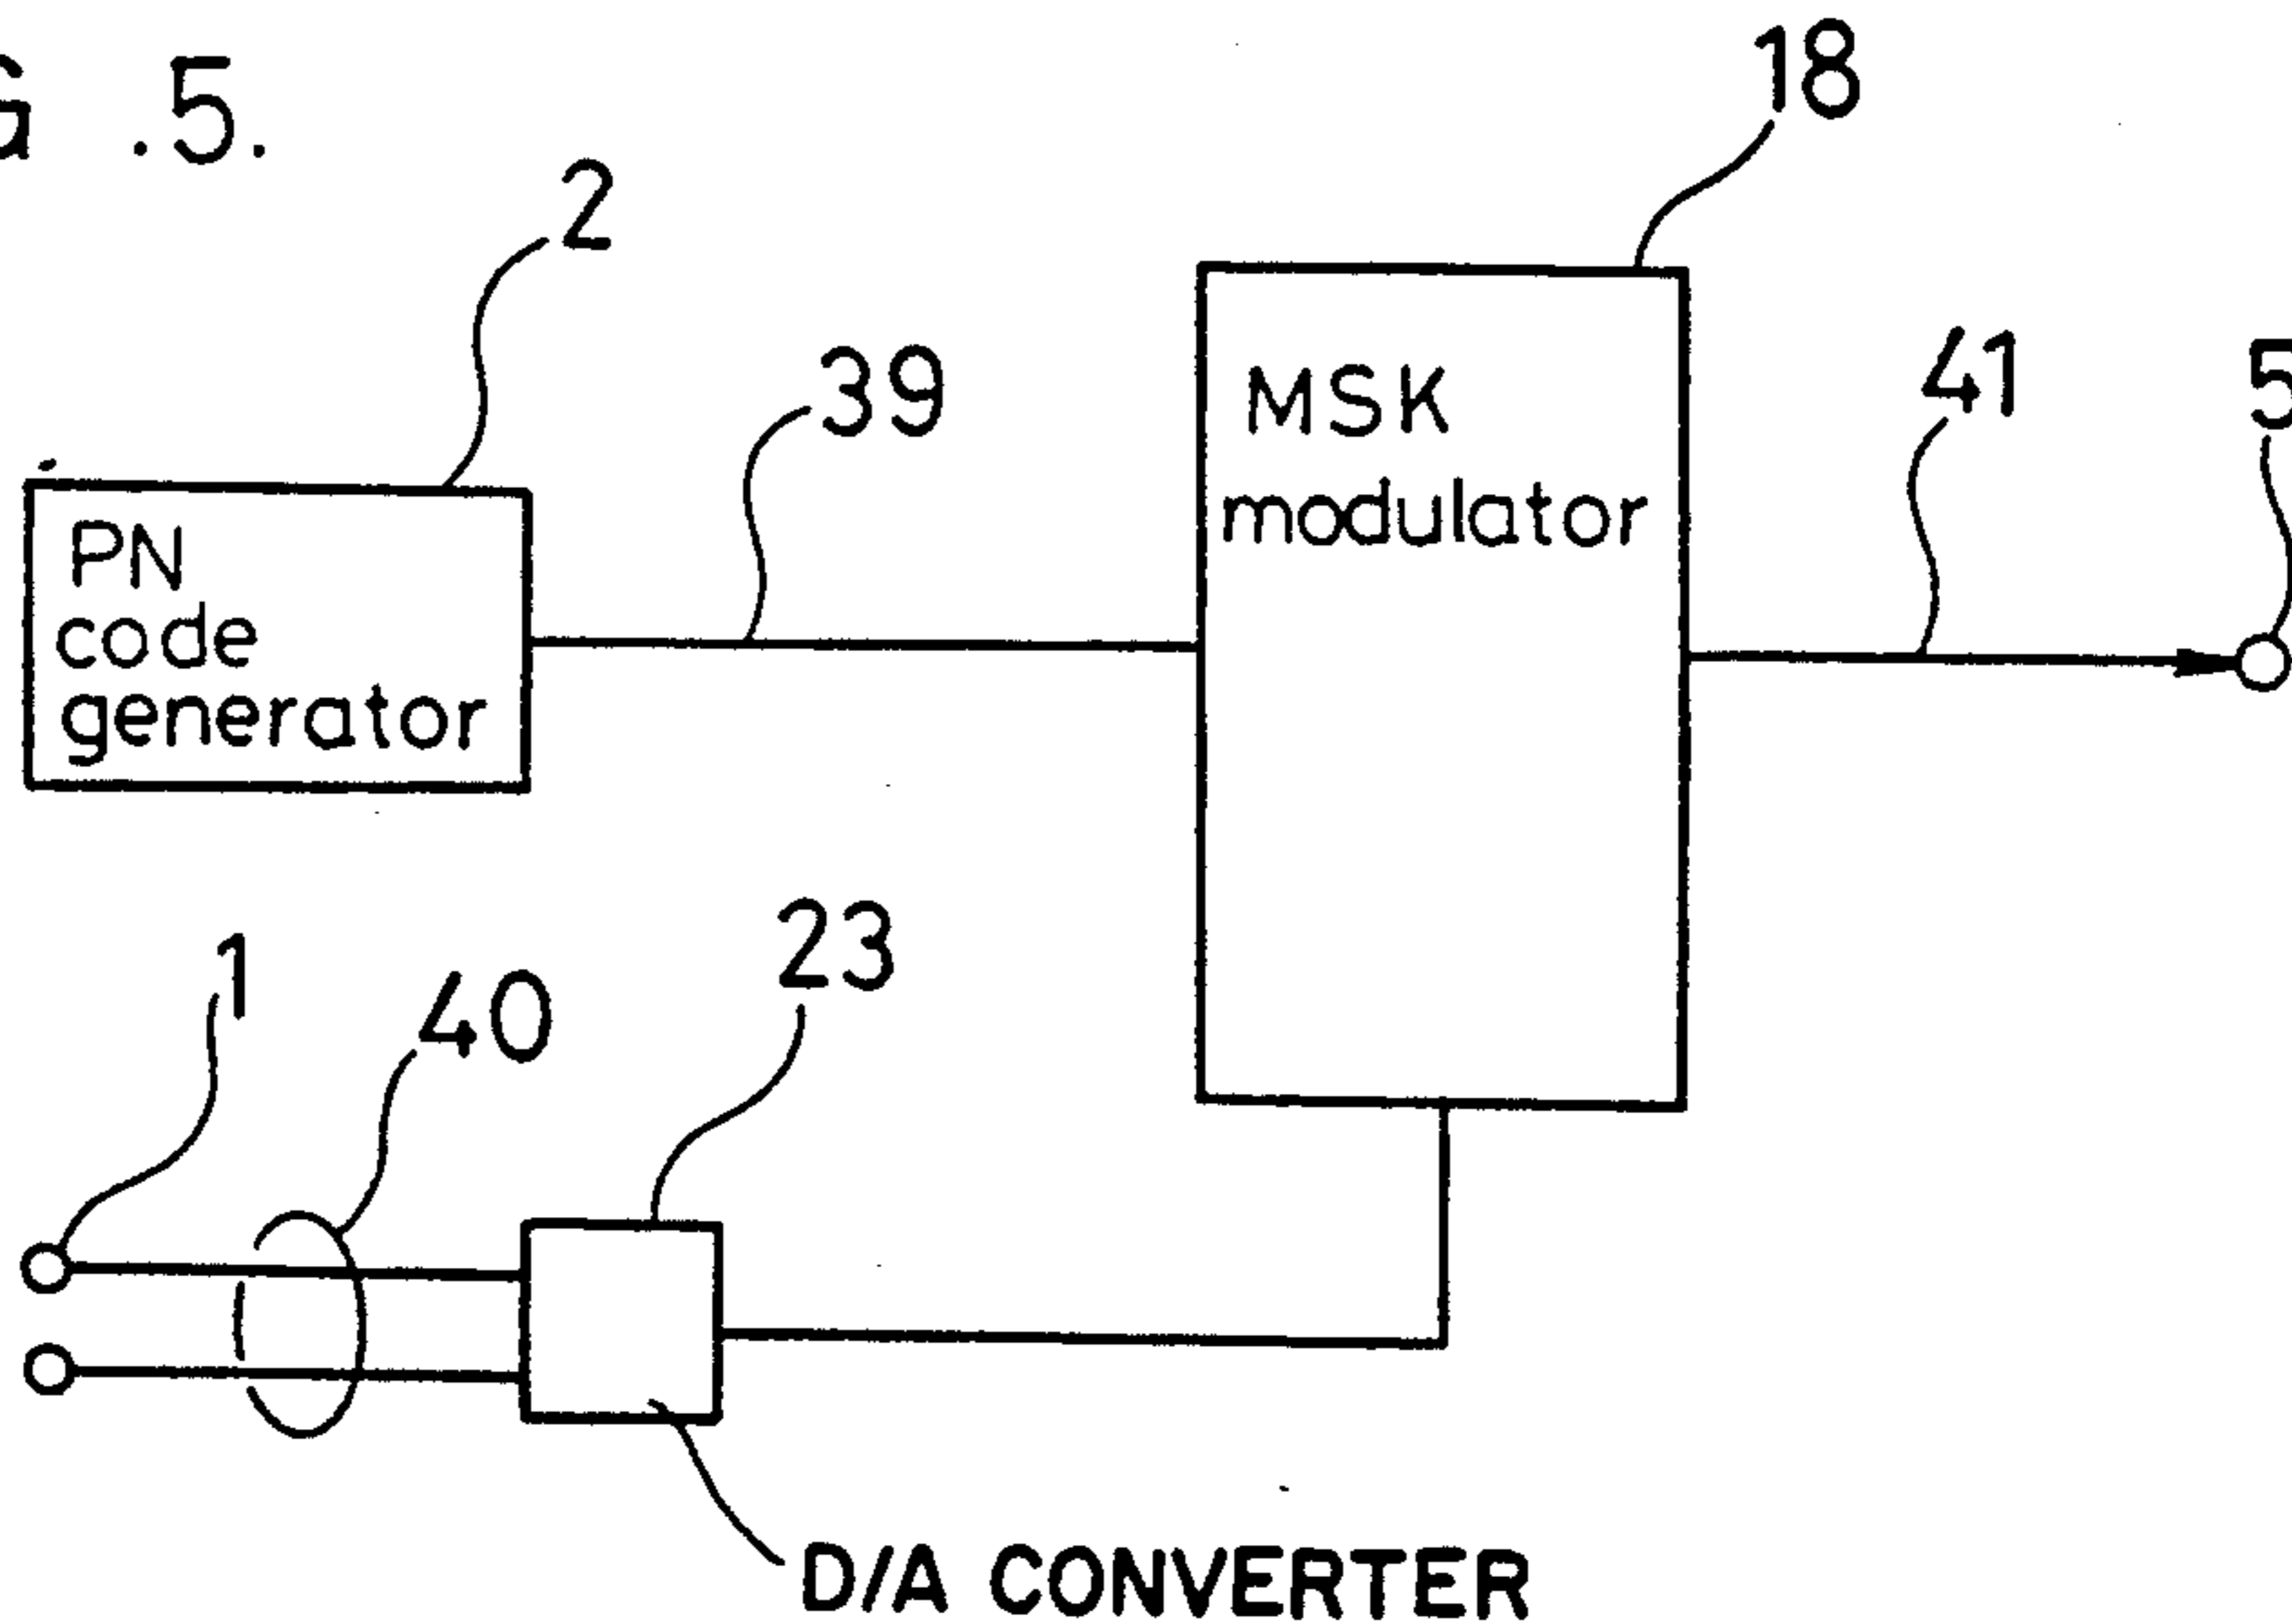 G .5.
18
2
39
41
5
MSK
modulator
PN
code
generator
23
1
40
D/A CONVERTER